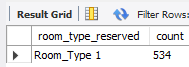 Result Grid Filter Rows:
room_type_reserved count
Room_Type 1 534